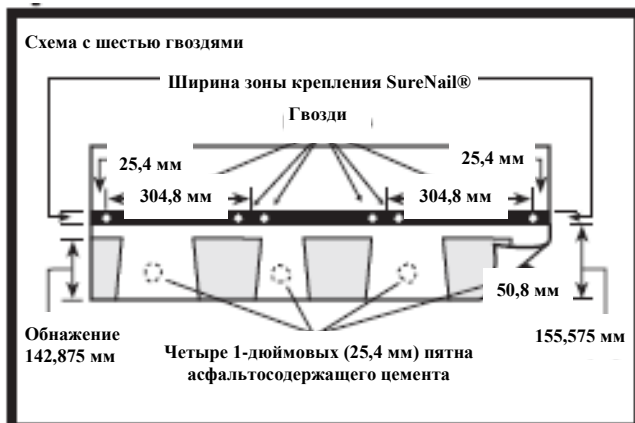 Схема с шестью гвоздями
Ширина зоны крепления SureNail®
Гвозди
25,4 мм
25,4 мм
304,8 мм
304,8 мм
50,8 мм
Обнажение
142,875 мм
155,575 мм
Четыре 1-дюймовых (25,4 мм) пятна
асфальтосодержащего цемента